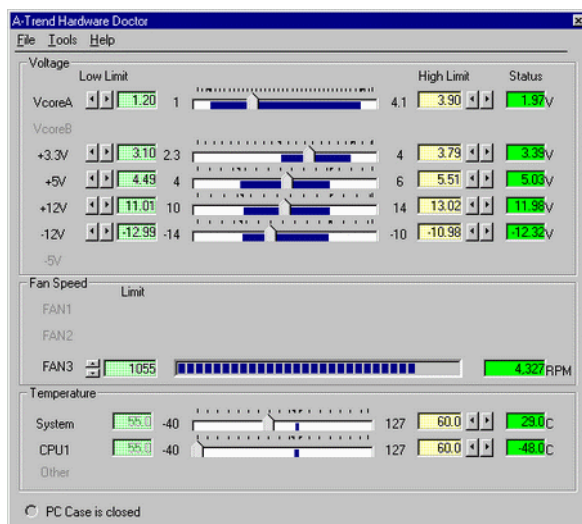 A-Trend Hardware Doctor
File Tools Help
Voltage
Low Limit High Limit Status
VcoreA 1.20 1 4.1 3.90 1.97V
VcoreB
+3.3V 3.10 2.3 4 3.79 3.39V
+5V 4.49 4 6 5.51 5.03V
+12V 11.01 10 14 13.02 11.98V
-12V -12.99 -14 -10 -10.98 -12.32V
-5V
Fan Speed
Limit
FAN1
FAN2
FAN3 1055 4,327RPM
Temperature
System 55.0 -40 127 60.0 29.0C
CPU1 55.0 -40 127 60.0 -48.0C
Other
PC Case is closed